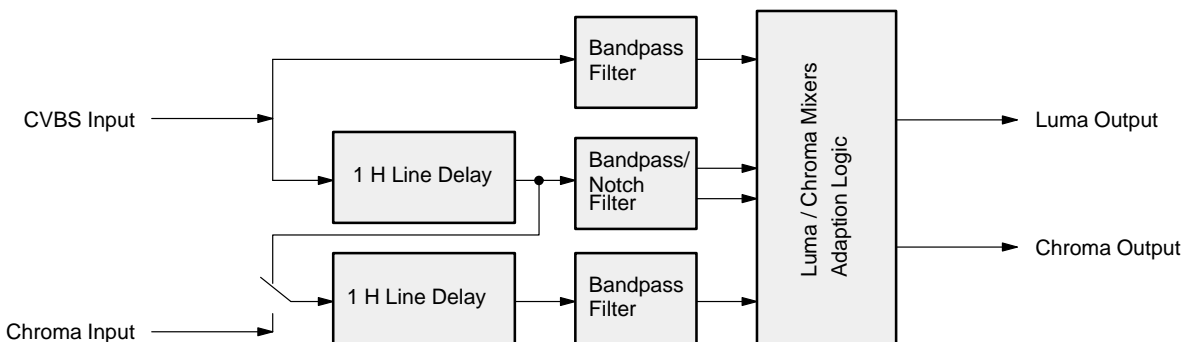 Bandpass
Filter
CVBS Input
Luma / Chroma Mixers
Adaption Logic
Luma Output
1 H Line Delay
Bandpass/
Notch
Filter
Chroma Output
1 H Line Delay
Bandpass
Filter
Chroma Input